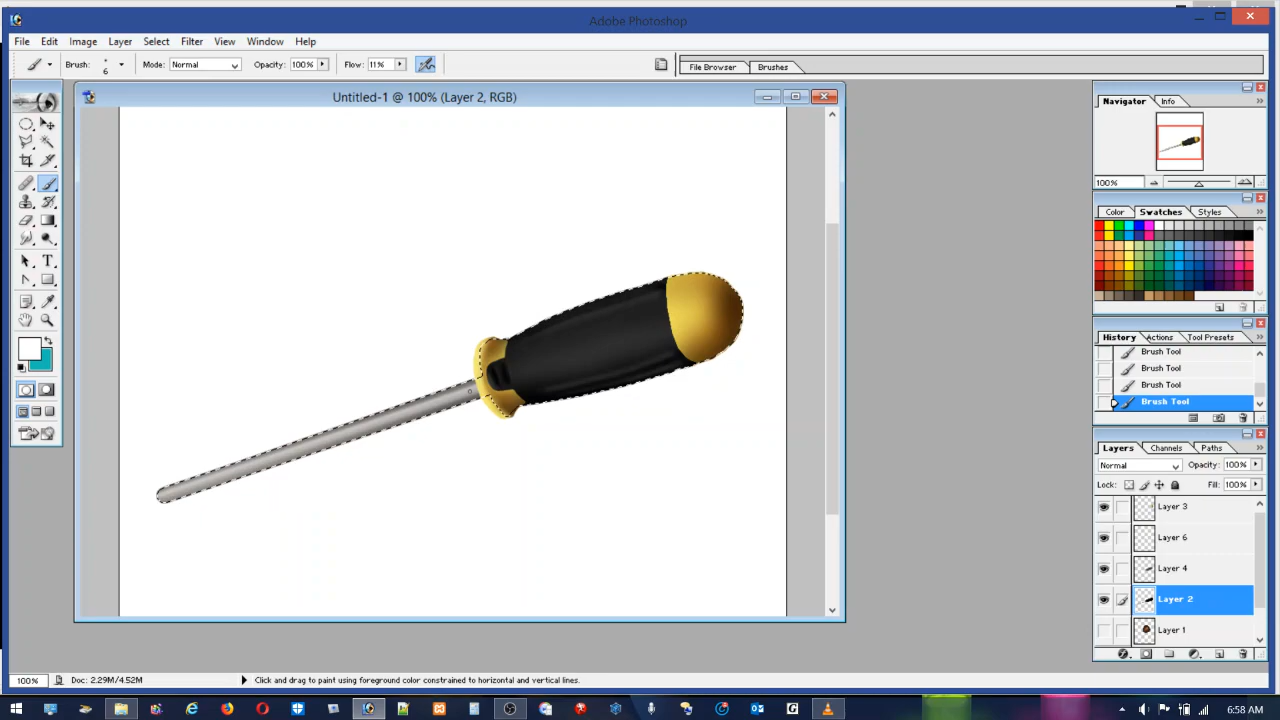 Adobe Photoshop
File Edit Image Layer Select Filter View Window Help
Brush: 6 Mode: Normal Opacity: 100% Flow: 11% File Browser Brushes
Untitled-1 @ 100% (Layer 2, RGB)
Navigator Info
100%
Color Swatches Styles
History Actions Tool Presets
Brush Tool
Brush Tool
Brush Tool
Brush Tool
Layers Channels Paths
Normal Opacity: 100%
Lock: Fill: 100%
Layer 3
Layer 6
Layer 4
Layer 2
Layer 1
100% Doc: 2.29M/4.52M Click and drag to paint using foreground color constrained to horizontal and vertical lines.
6:58 AM